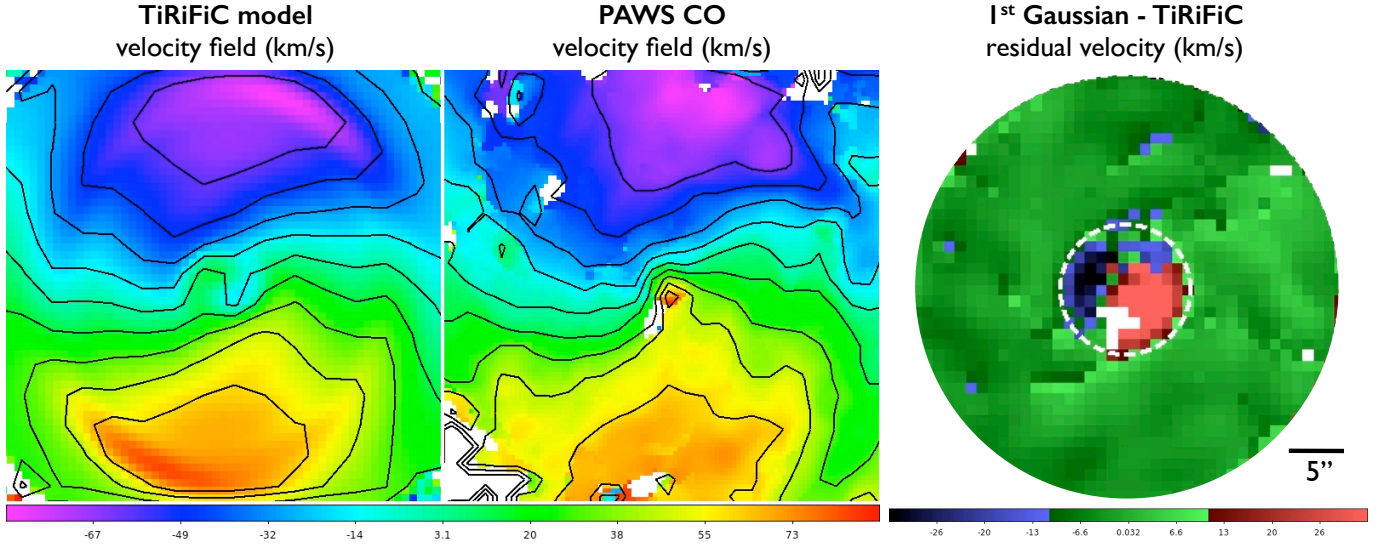 TiRiFiC model
velocity field (km/s)
PAWS CO
velocity field (km/s)
1st Gaussian - TiRiFiC
residual velocity (km/s)
5”
-67 -49 -32 -14 3.1 20 38 55 73
-26 -20 -13 -6.6 0.032 6.6 13 20 26